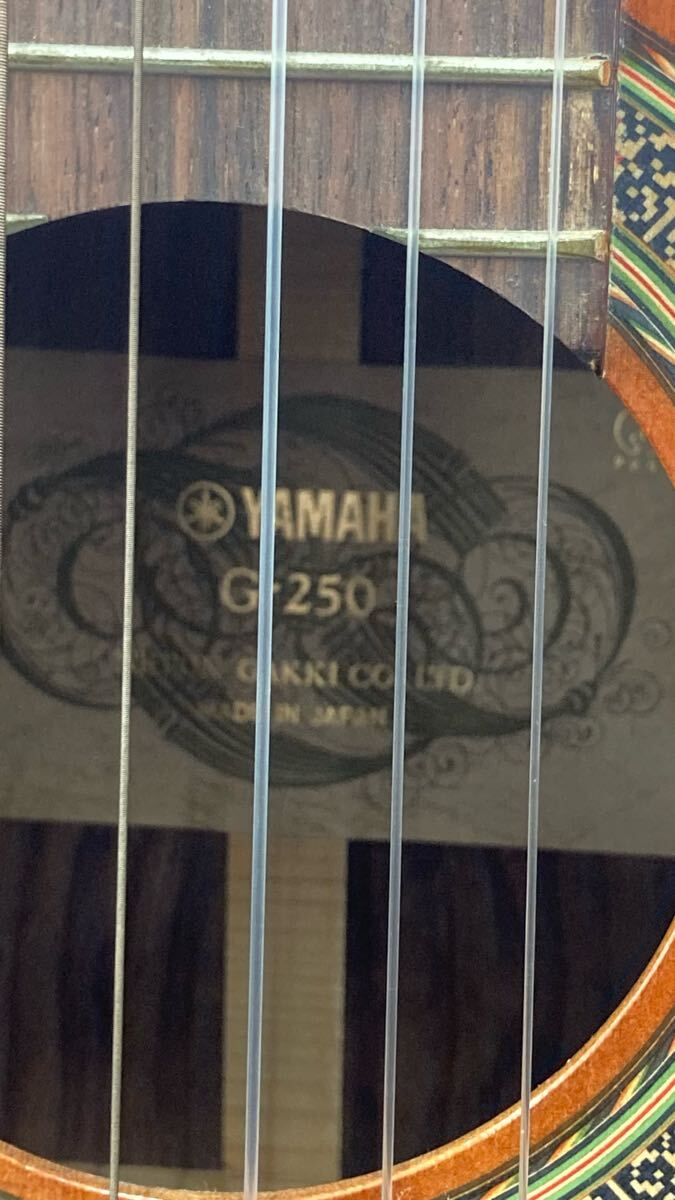 YAMAHA
G-250
GAKKI CO., LTD
MADE IN JAPAN